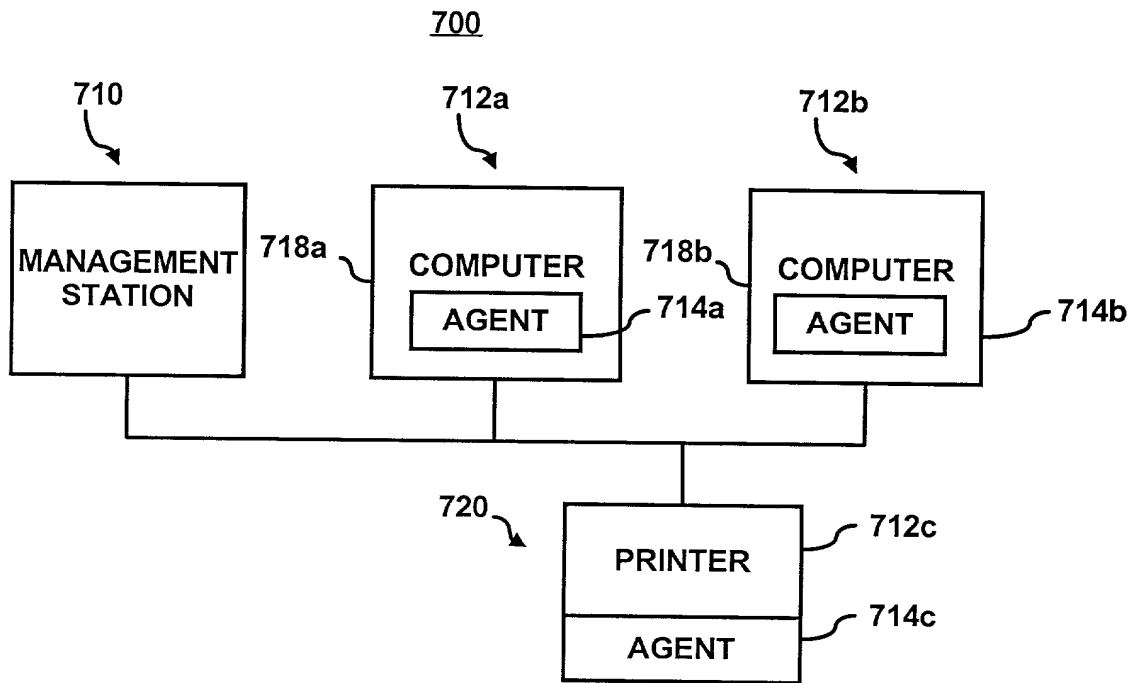 700
710
712a
712b
MANAGEMENT
STATION
718a
COMPUTER
AGENT
714a
718b
COMPUTER
AGENT
714b
720
PRINTER
712c
AGENT
714c